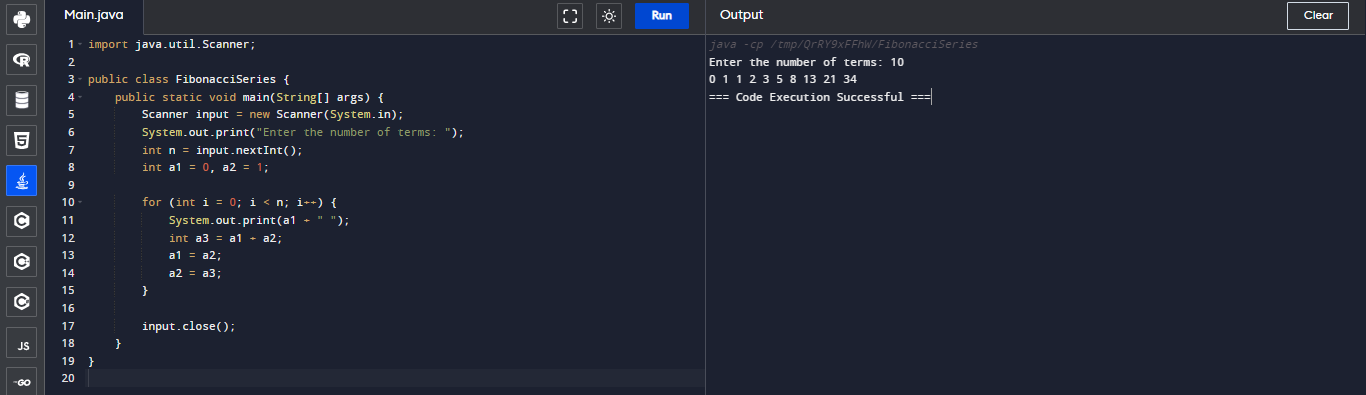 Main.java
Run
1 import java.util.Scanner;
2
3 public class FibonacciSeries {
4     public static void main(String[] args) {
5         Scanner input = new Scanner(System.in);
6         System.out.print("Enter the number of terms: ");
7         int n = input.nextInt();
8         int a1 = 0, a2 = 1;
9
10         for (int i = 0; i < n; i++) {
11             System.out.print(a1 + " ");
12             int a3 = a1 + a2;
13             a1 = a2;
14             a2 = a3;
15         }
16
17         input.close();
18     }
19 }
20
Output
Clear
java -cp /tmp/QrRY9xFFhW/FibonacciSeries
Enter the number of terms: 10
0 1 1 2 3 5 8 13 21 34
=== Code Execution Successful ===
R
5
C
C
C
JS
GO